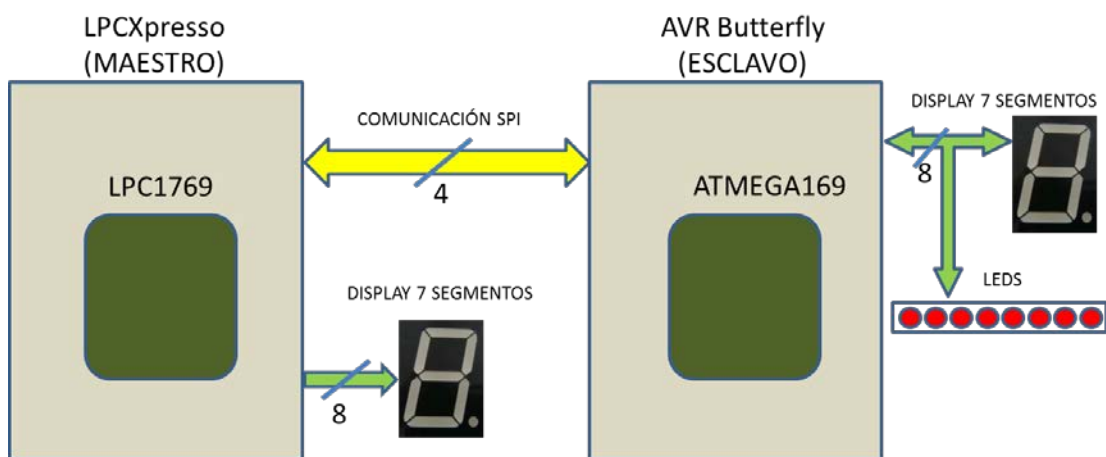 LPCXpresso
(MAESTRO)
AVR Butterfly
(ESCLAVO)
COMUNICACIÓN SPI
4
LPC1769
ATMEGA169
DISPLAY 7 SEGMENTOS
8
LEDS
DISPLAY 7 SEGMENTOS
8